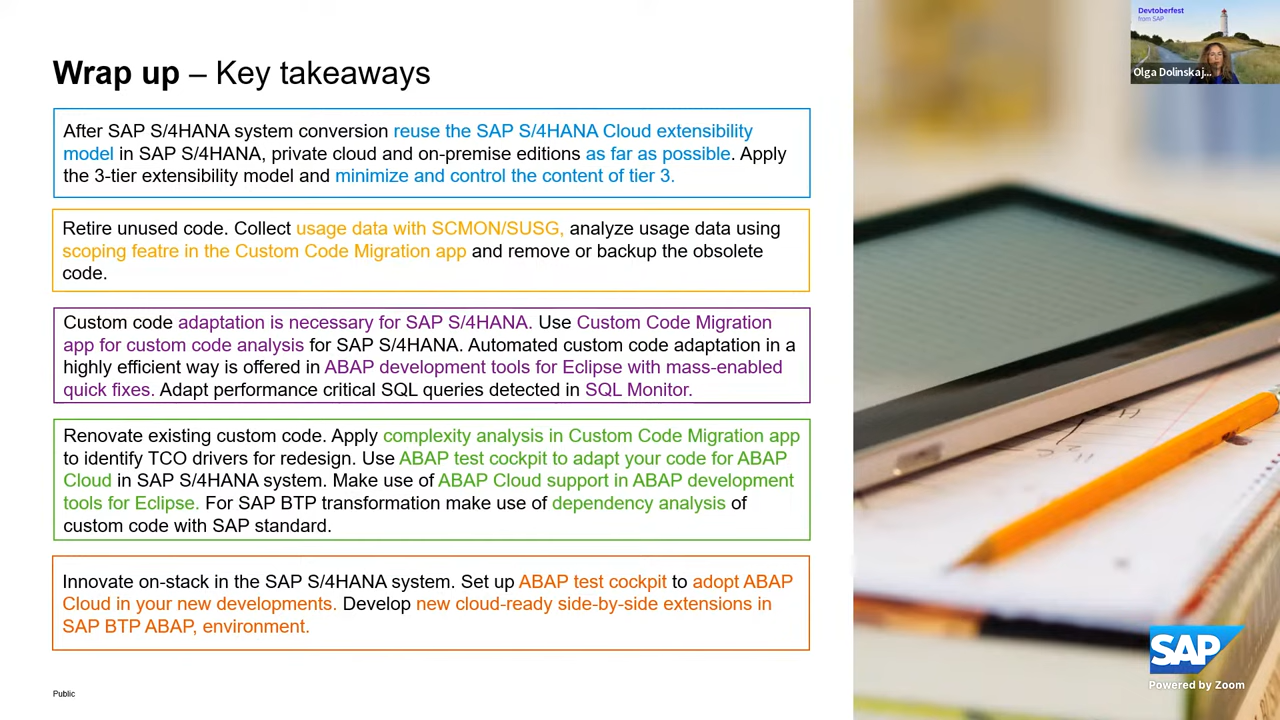 Devtoberfest
from SAP
Olga Dolinskaj...
Wrap up – Key takeaways
After SAP S/4HANA system conversion reuse the SAP S/4HANA Cloud extensibility
model in SAP S/4HANA, private cloud and on-premise editions as far as possible. Apply
the 3-tier extensibility model and minimize and control the content of tier 3.
Retire unused code. Collect usage data with SCMON/SUSG, analyze usage data using
scoping featre in the Custom Code Migration app and remove or backup the obsolete
code.
Custom code adaptation is necessary for SAP S/4HANA. Use Custom Code Migration
app for custom code analysis for SAP S/4HANA. Automated custom code adaptation in a
highly efficient way is offered in ABAP development tools for Eclipse with mass-enabled
quick fixes. Adapt performance critical SQL queries detected in SQL Monitor.
Renovate existing custom code. Apply complexity analysis in Custom Code Migration app
to identify TCO drivers for redesign. Use ABAP test cockpit to adapt your code for ABAP
Cloud in SAP S/4HANA system. Make use of ABAP Cloud support in ABAP development
tools for Eclipse. For SAP BTP transformation make use of dependency analysis of
custom code with SAP standard.
Innovate on-stack in the SAP S/4HANA system. Set up ABAP test cockpit to adopt ABAP
Cloud in your new developments. Develop new cloud-ready side-by-side extensions in
SAP BTP ABAP, environment.
Public
SAP
Powered by Zoom